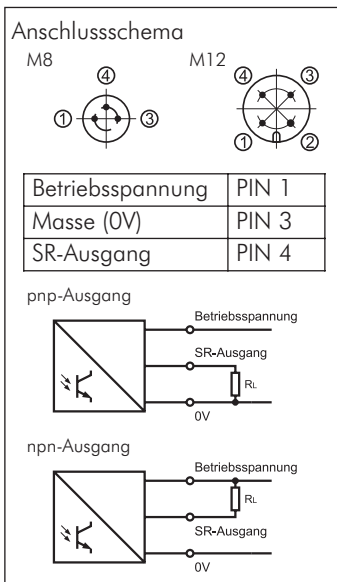 Anschlussschema
M8 M12
④ ④ ③
① ③
① ②
Betriebsspannung PIN 1
Masse (0V) PIN 3
SR-Ausgang PIN 4
pnp-Ausgang
Betriebsspannung
SR-Ausgang
RL
0V
npn-Ausgang
Betriebsspannung
RL
SR-Ausgang
0V